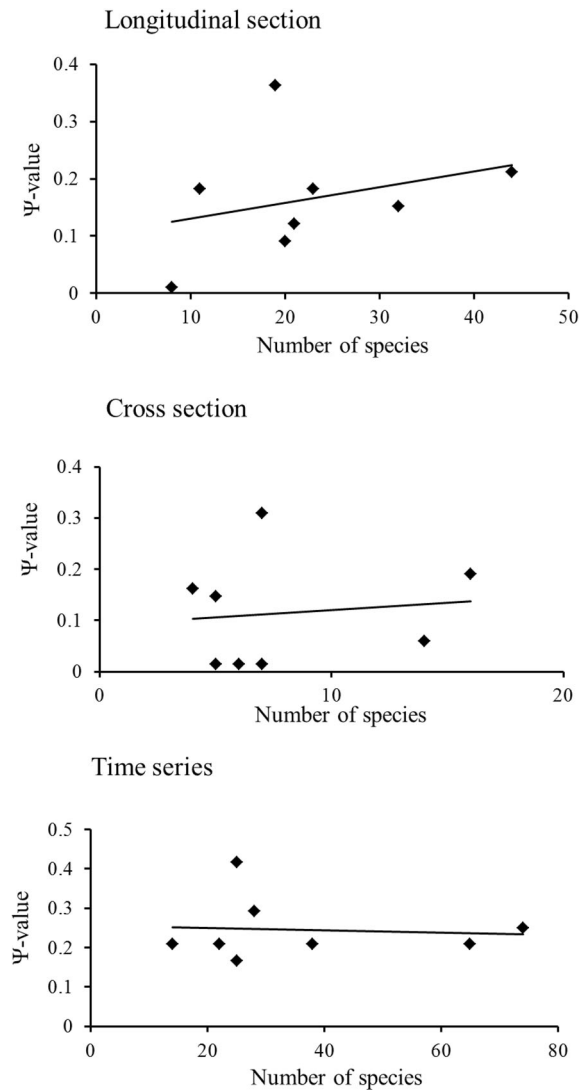 Longitudinal section
0.4
0.3
0.2
0.1
0
Ψ-value
0 10 20 30 40 50
Number of species
Cross section
0.4
0.3
0.2
0.1
0
Ψ-value
0 10 20
Number of species
Time series
0.5
0.4
0.3
0.2
0.1
0
Ψ-value
0 20 40 60 80
Number of species